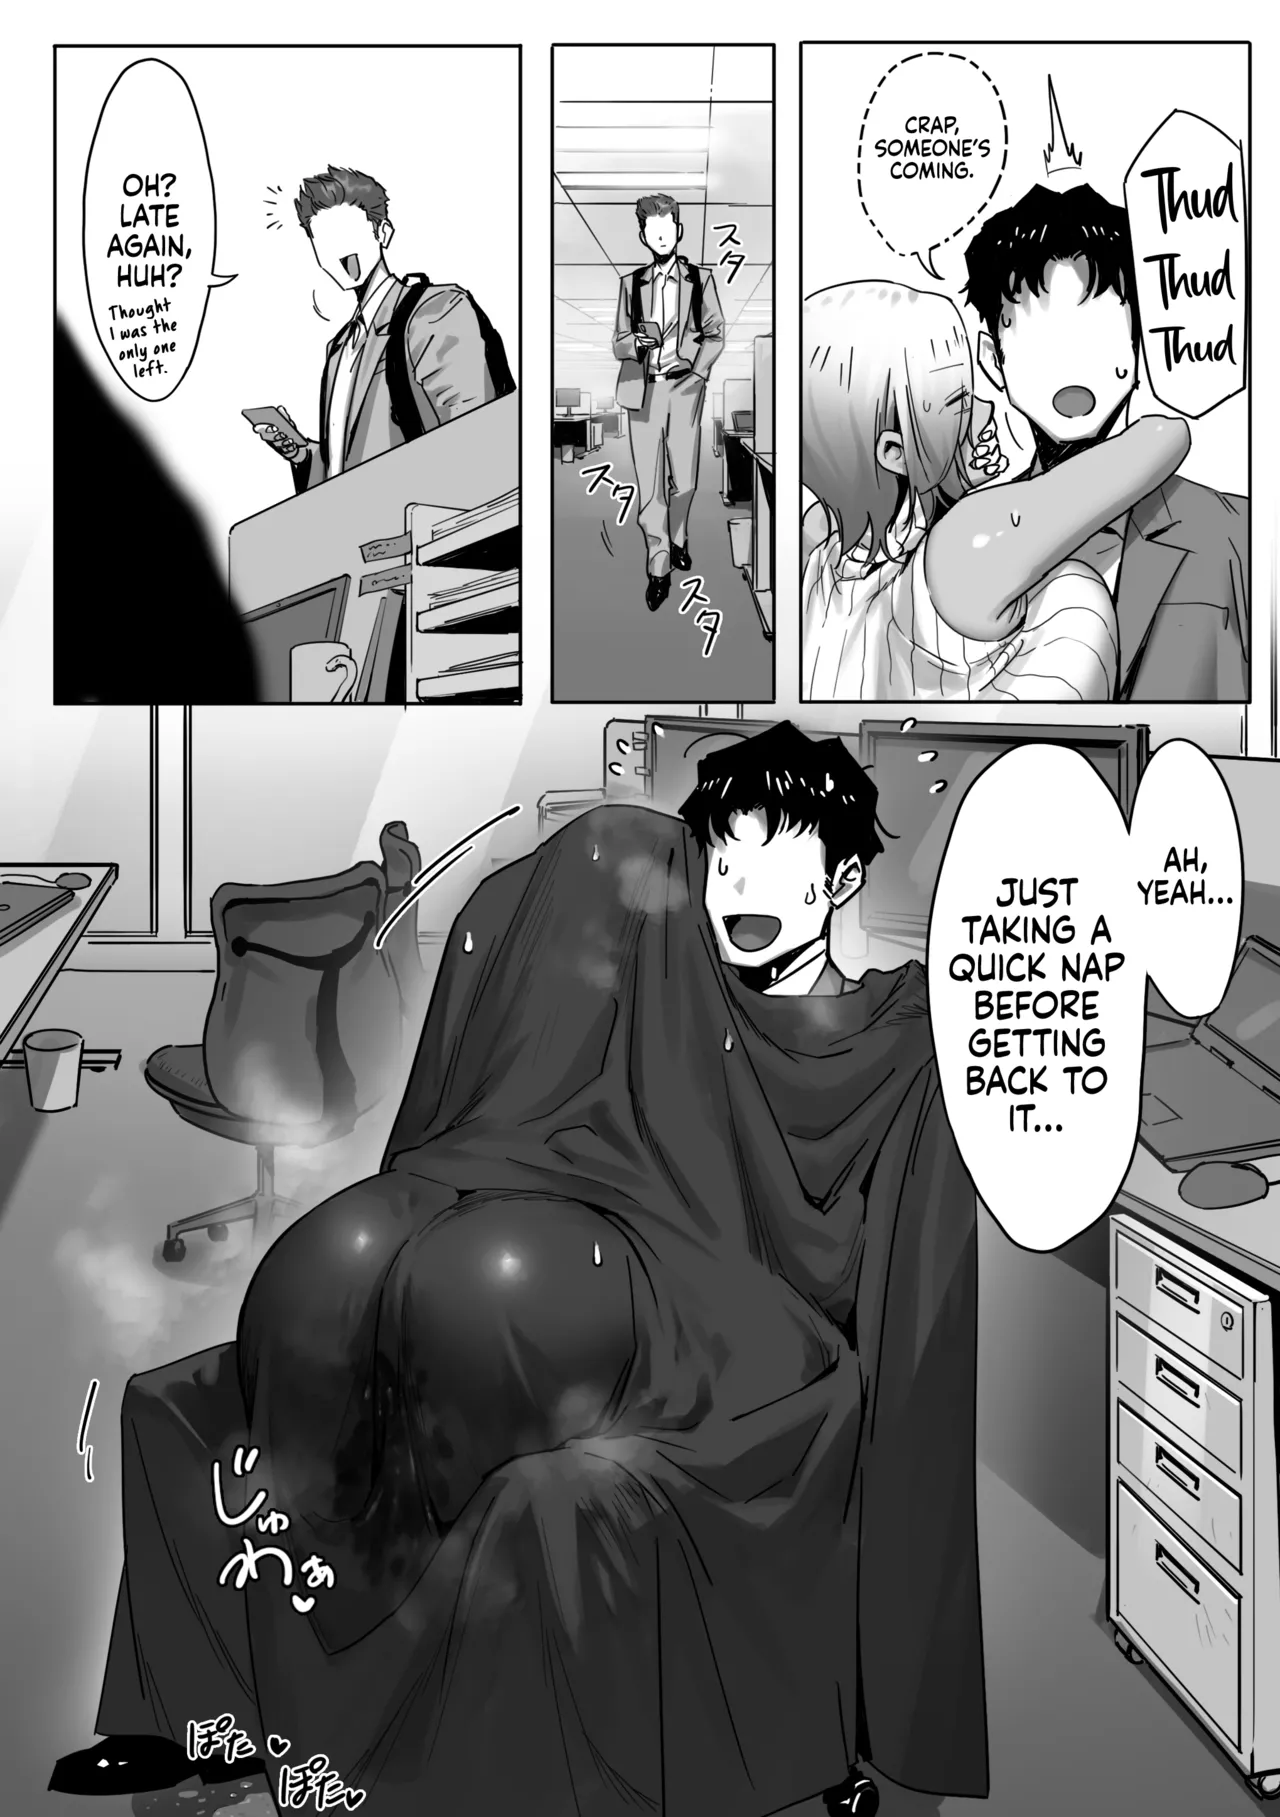 CRAP,
SOMEONE'S
COMING.
Thud
Thud
Thud
スタ
スタ
スタ
OH?
LATE
AGAIN,
HUH?
Thought
I was the
only one
left.
AH,
YEAH...
JUST
TAKING A
QUICK NAP
BEFORE
GETTING
BACK TO
IT...
じゅわぁ♥
ぽた♥
ぽた♥